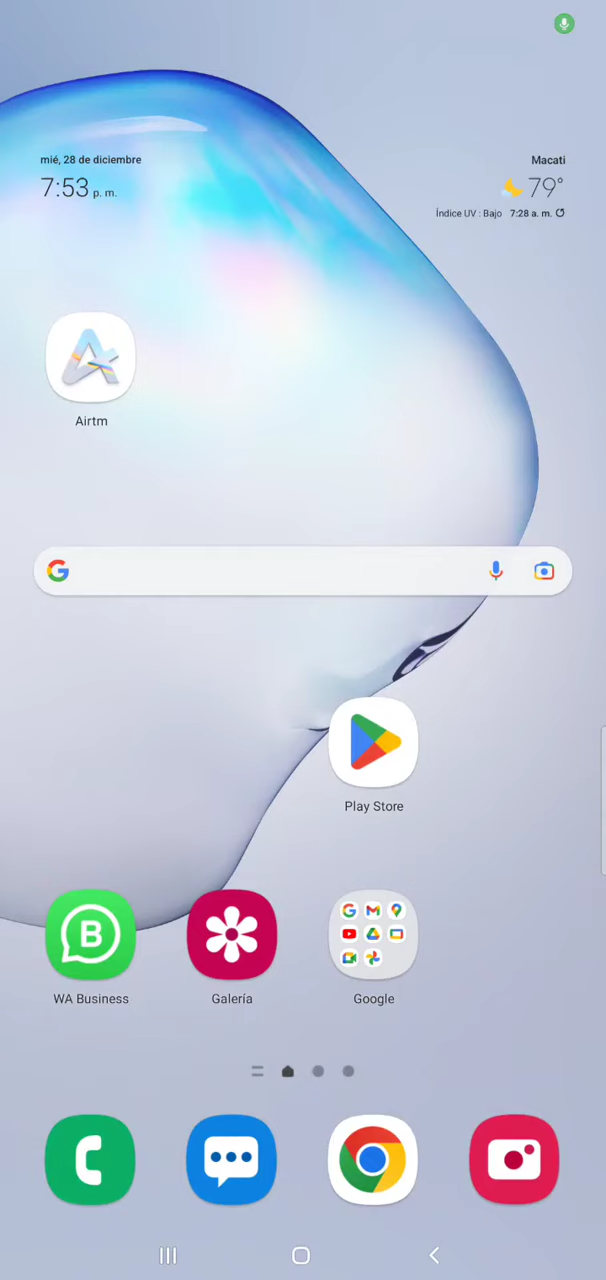 mié, 28 de diciembre
7:53 p. m.
Macati
79°
Índice UV : Bajo 7:28 a. m.
Airtm
Play Store
B
WA Business
Galería
Google